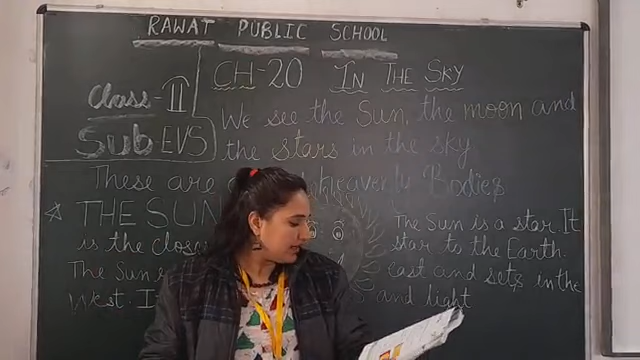 RAWAT PUBLIC SCHOOL
Class-II
Sub EVS
CH-20 IN THE SKY
We see the Sun, the moon and
the stars in the sky
These are Heavenly Bodies
THE SUN The Sun is a star. It
is the closest star to the Earth.
The Sun east and sets in the
West. and light